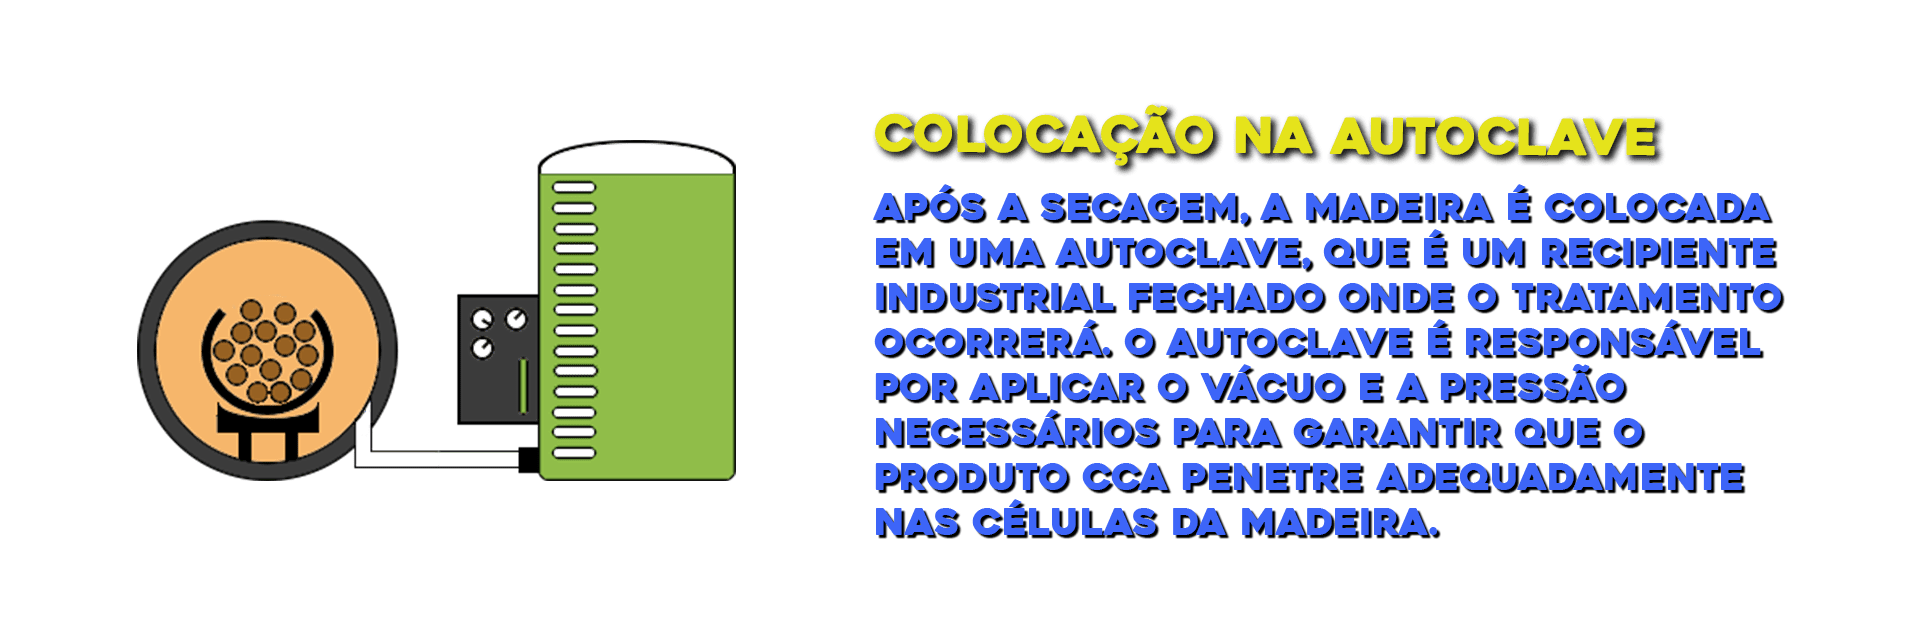 COLOCAÇÃO NA AUTOCLAVE
APÓS A SECAGEM, A MADEIRA É COLOCADA
EM UMA AUTOCLAVE, QUE É UM RECIPIENTE
INDUSTRIAL FECHADO ONDE O TRATAMENTO
OCORRERÁ. O AUTOCLAVE É RESPONSÁVEL
POR APLICAR O VÁCUO E A PRESSÃO
NECESSÁRIOS PARA GARANTIR QUE O
PRODUTO CCA PENETRE ADEQUADAMENTE
NAS CÉLULAS DA MADEIRA.